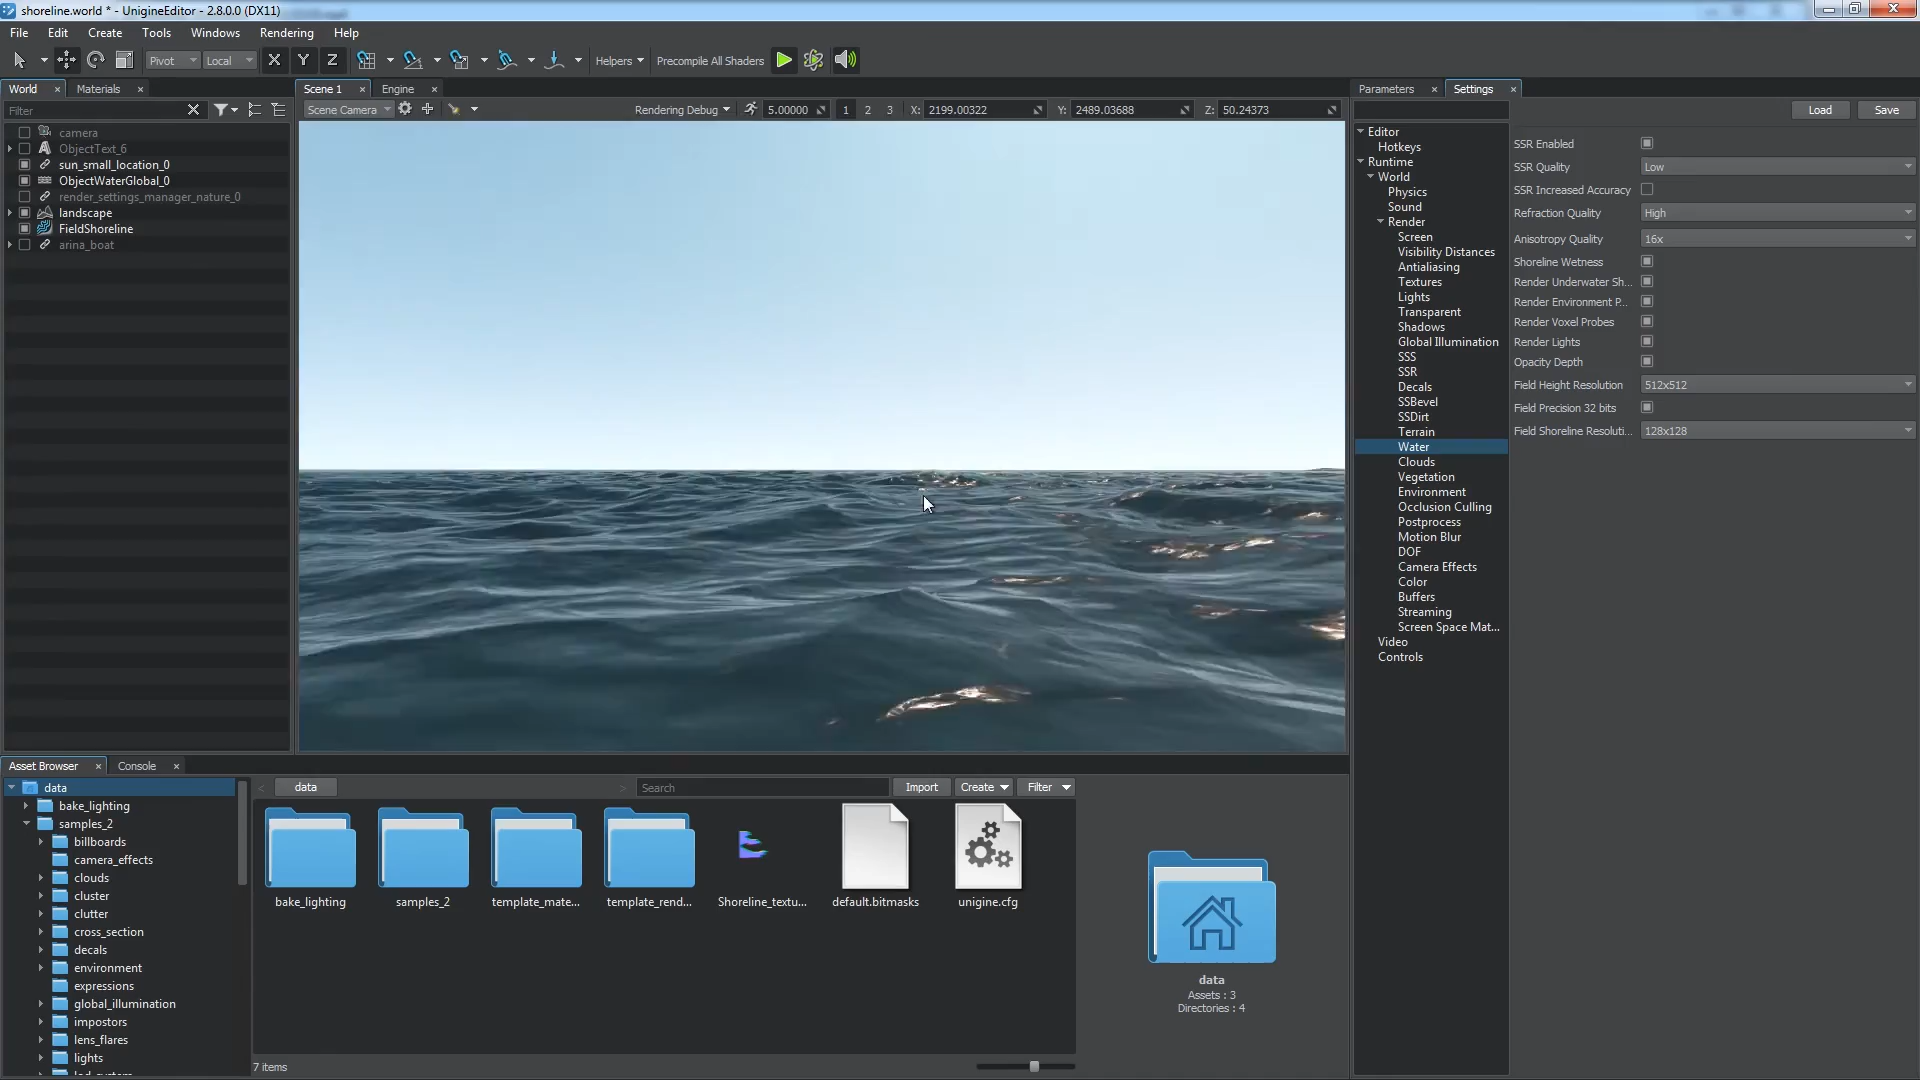 shoreline.world * - UnigineEditor - 2.8.0.0 (DX11)
File Edit Create Tools Windows Rendering Help
Pivot Local X Y Z Helpers Precompile All Shaders
World Materials
Filter
camera
ObjectText_6
sun_small_location_0
ObjectWaterGlobal_0
render_settings_manager_nature_0
landscape
FieldShoreline
arina_boat
Scene 1 Engine
Scene Camera Rendering Debug 5.00000 1 2 3 X: 2199.00322 Y: 2489.03688 Z: 50.24373
Parameters Settings
Load Save
Editor
Hotkeys
Runtime
World
Physics
Sound
Render
Screen
Visibility Distances
Antialiasing
Textures
Lights
Transparent
Shadows
Global Illumination
SSS
SSR
Decals
SSBevel
SSDirt
Terrain
Water
Clouds
Vegetation
Environment
Occlusion Culling
Postprocess
Motion Blur
DOF
Camera Effects
Color
Buffers
Streaming
Screen Space Mat...
Video
Controls
SSR Enabled
SSR Quality Low
SSR Increased Accuracy
Refraction Quality High
Anisotropy Quality 16x
Shoreline Wetness
Render Underwater Sh...
Render Environment P...
Render Voxel Probes
Render Lights
Opacity Depth
Field Height Resolution 512x512
Field Precision 32 bits
Field Shoreline Resoluti... 128x128
Asset Browser Console
data
bake_lighting
samples_2
billboards
camera_effects
clouds
cluster
clutter
cross_section
decals
environment
expressions
global_illumination
impostors
lens_flares
lights
< data > Search Import Create Filter
bake_lighting samples_2 template_mate... template_rend... Shoreline_textu... default.bitmasks unigine.cfg
7 items
data
Assets : 3
Directories : 4